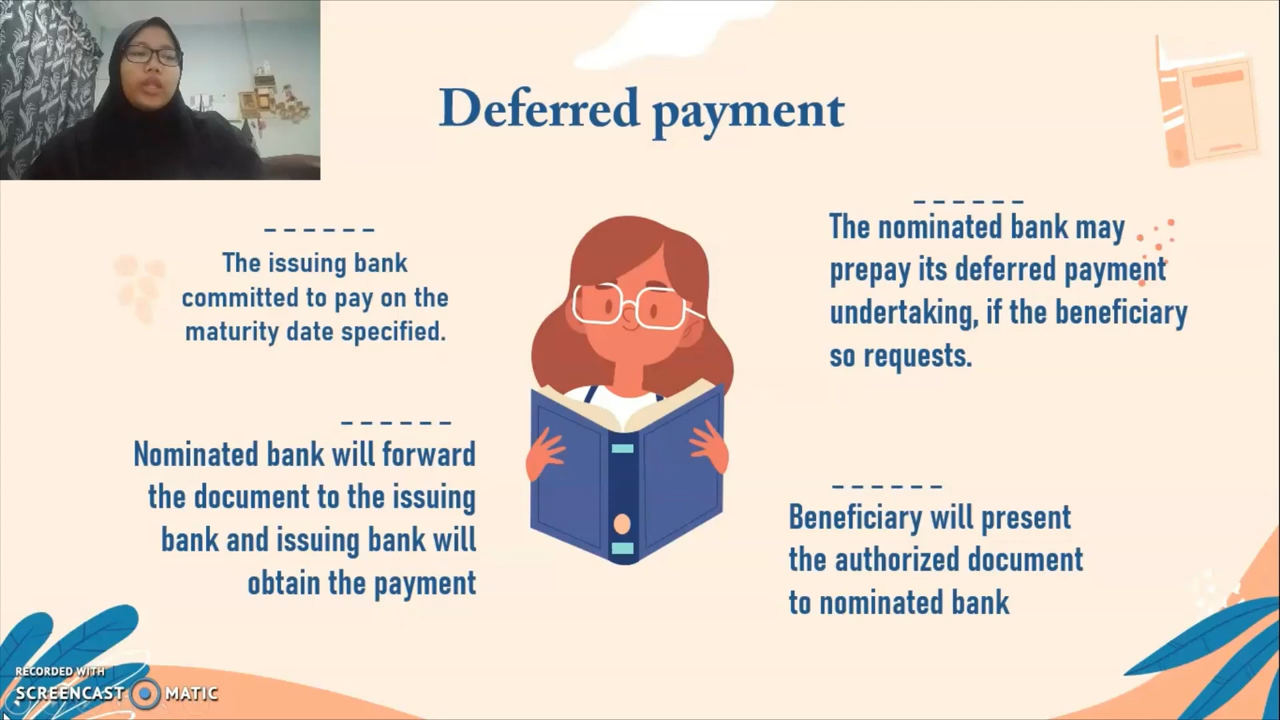 Deferred payment
The issuing bank
committed to pay on the
maturity date specified.
The nominated bank may
prepay its deferred payment
undertaking, if the beneficiary
so requests.
Nominated bank will forward
the document to the issuing
bank and issuing bank will
obtain the payment
Beneficiary will present
the authorized document
to nominated bank
RECORDED WITH
SCREENCAST MATIC